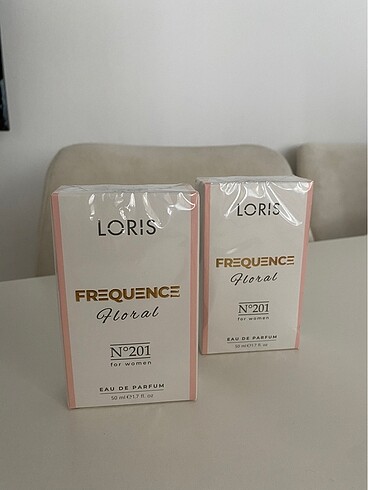 LORIS
FREQUENCE
Floral
N°201
for women
EAU DE PARFUM
50 ml e 1.7 fl. oz
LORIS
FREQUENCE
Floral
N°201
for women
EAU DE PARFUM
50 ml e 1.7 fl. oz